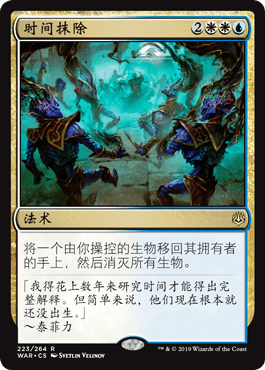 时间抹除 2
法术
将一个由你操控的生物移回其拥有者
的手上，然后消灭所有生物。
「我得花上数年来研究时间才能得出完
整解释。但简单来说，他们现在根本就
还没出生。」
～泰菲力
223/264 R
WAR • CS SVETLIN VELINOV
™ & © 2019 Wizards of the Coast